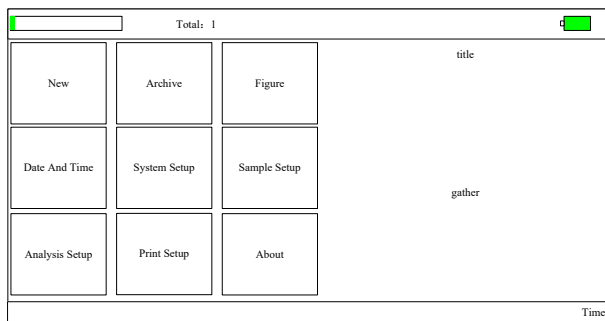 Total：1
title
New Archive Figure
Date And Time System Setup Sample Setup
gather
Analysis Setup Print Setup About
Time